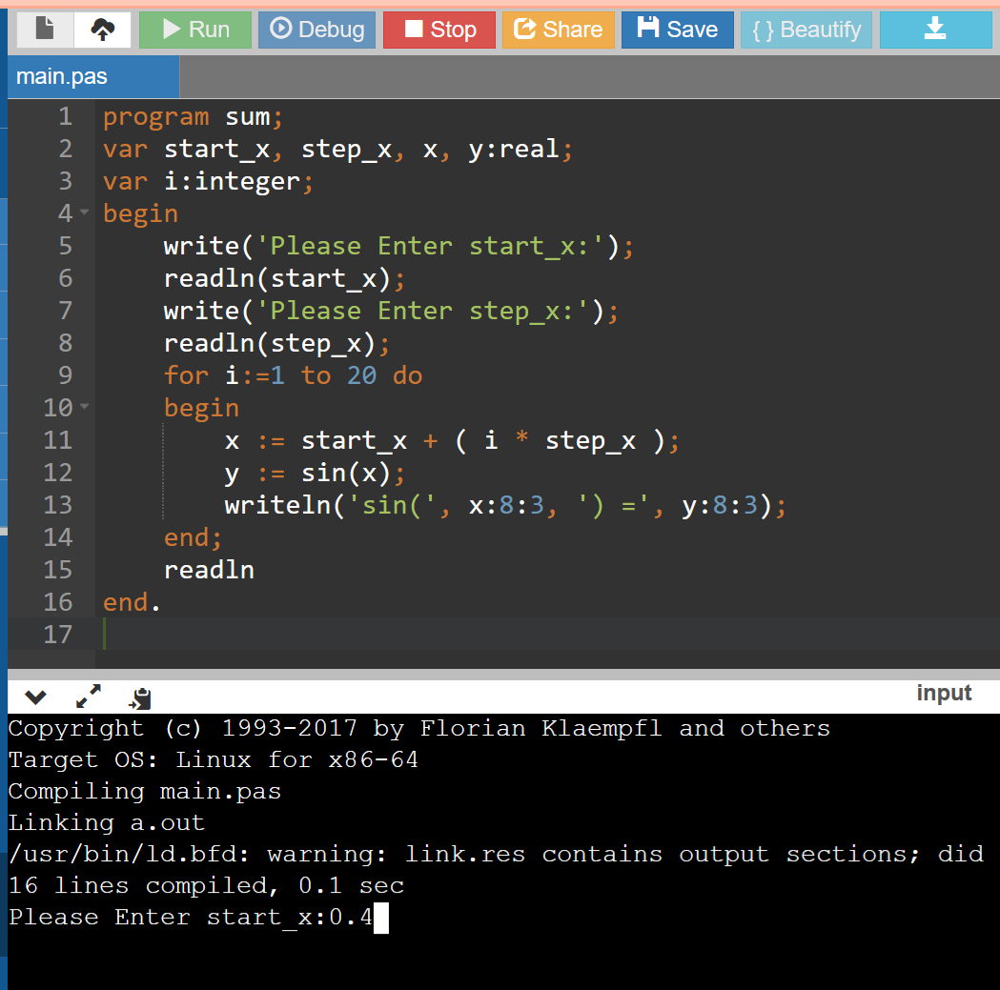 Run Debug Stop Share Save { } Beautify
main.pas
1 program sum;
2 var start_x, step_x, x, y:real;
3 var i:integer;
4 begin
5     write('Please Enter start_x:');
6     readln(start_x);
7     write('Please Enter step_x:');
8     readln(step_x);
9     for i:=1 to 20 do
10     begin
11         x := start_x + ( i * step_x );
12         y := sin(x);
13         writeln('sin(', x:8:3, ') =', y:8:3);
14     end;
15     readln
16 end.
17
input
Copyright (c) 1993-2017 by Florian Klaempfl and others
Target OS: Linux for x86-64
Compiling main.pas
Linking a.out
/usr/bin/ld.bfd: warning: link.res contains output sections; did
16 lines compiled, 0.1 sec
Please Enter start_x:0.4